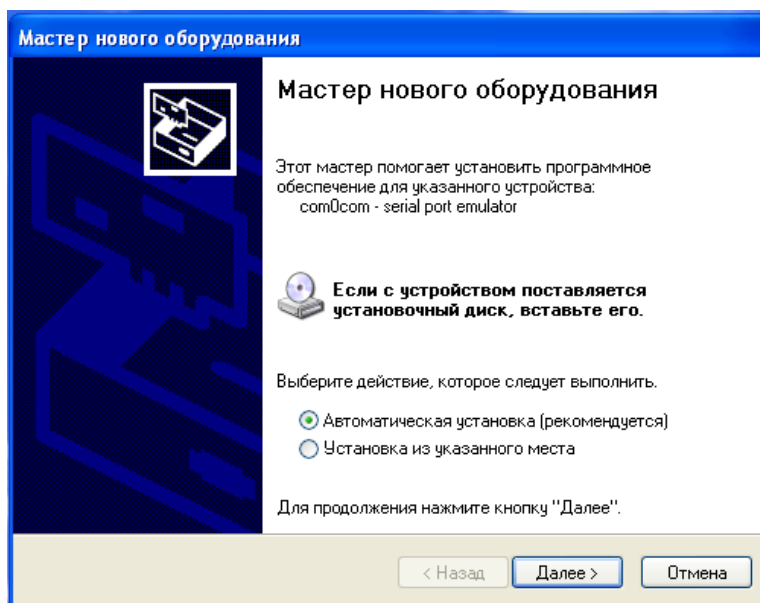 Мастер нового оборудования
Мастер нового оборудования
Этот мастер помогает установить программное
обеспечение для указанного устройства:
com0com - serial port emulator
Если с устройством поставляется
установочный диск, вставьте его.
Выберите действие, которое следует выполнить.
Автоматическая установка (рекомендуется)
Установка из указанного места
Для продолжения нажмите кнопку "Далее".
< Назад Далее > Отмена